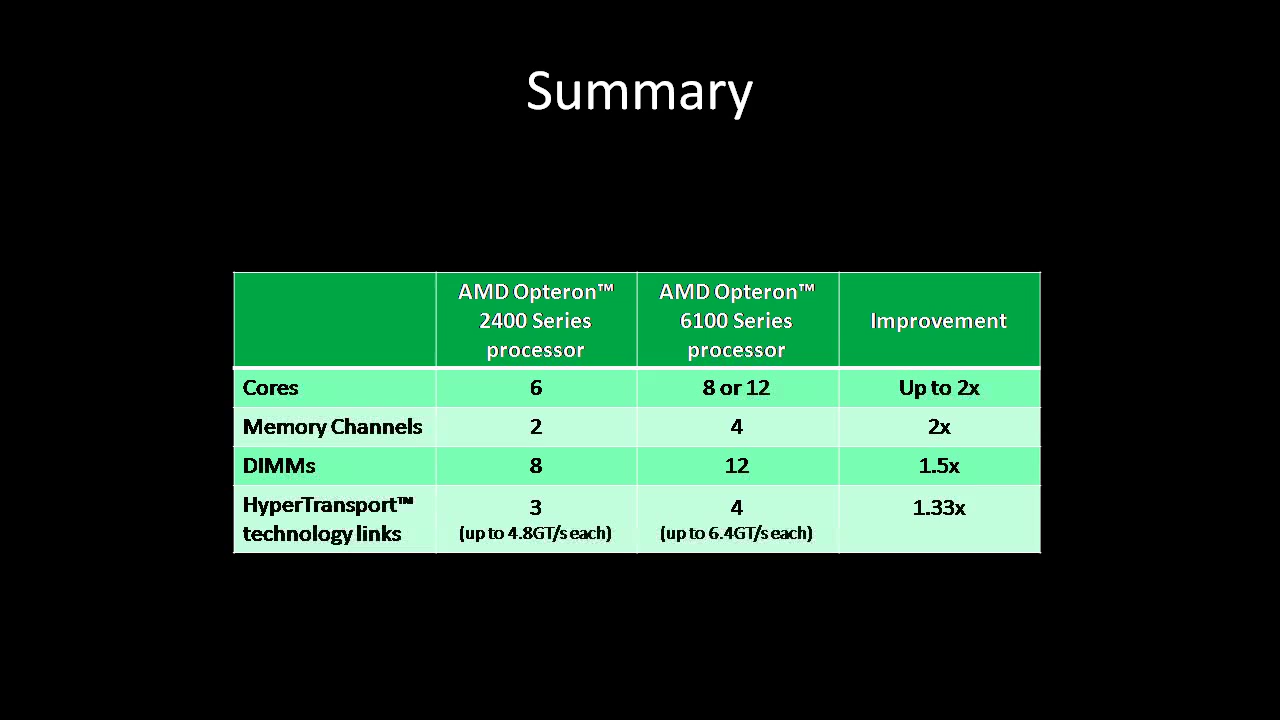 Summary
AMD Opteron™ 2400 Series processor
AMD Opteron™ 6100 Series processor
Improvement
Cores 6 8 or 12 Up to 2x
Memory Channels 2 4 2x
DIMMs 8 12 1.5x
HyperTransport™ technology links 3 (up to 4.8GT/s each) 4 (up to 6.4GT/s each) 1.33x